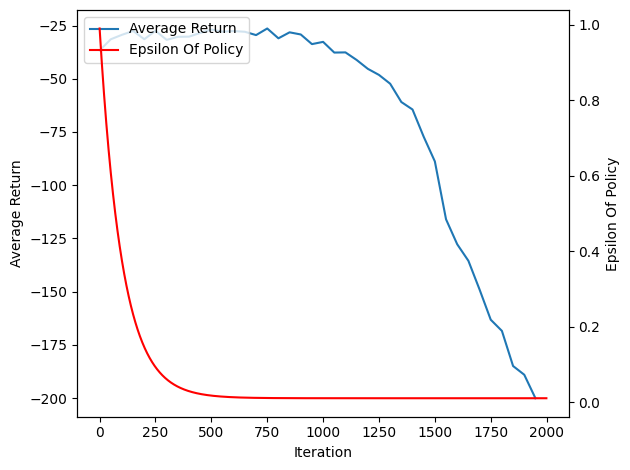 Average Return
Epsilon Of Policy
−25
−50
−75
−100
−125
−150
−175
−200
Average Return
1.0
0.8
0.6
0.4
0.2
0.0
Epsilon Of Policy
0 250 500 750 1000 1250 1500 1750 2000
Iteration